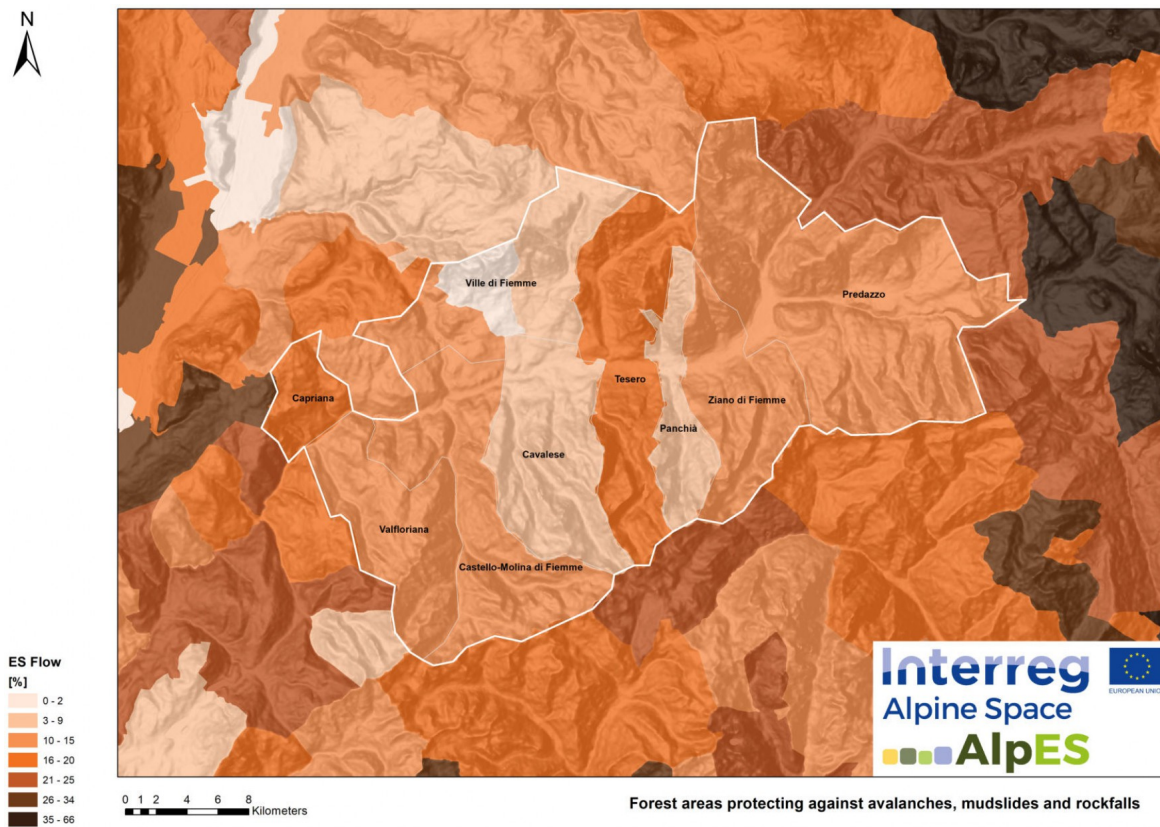 N
Ville di Fiemme
Predazzo
Capriana
Tesero
Ziano di Fiemme
Panchià
Cavalese
Valfloriana
Castello-Molina di Fiemme
ES Flow
[%]
0 - 2
3 - 9
10 - 15
16 - 20
21 - 25
26 - 34
35 - 66
0 1 2 4 6 8
Kilometers
Interreg
EUROPEAN UNIO
Alpine Space
AlpES
Forest areas protecting against avalanches, mudslides and rockfalls